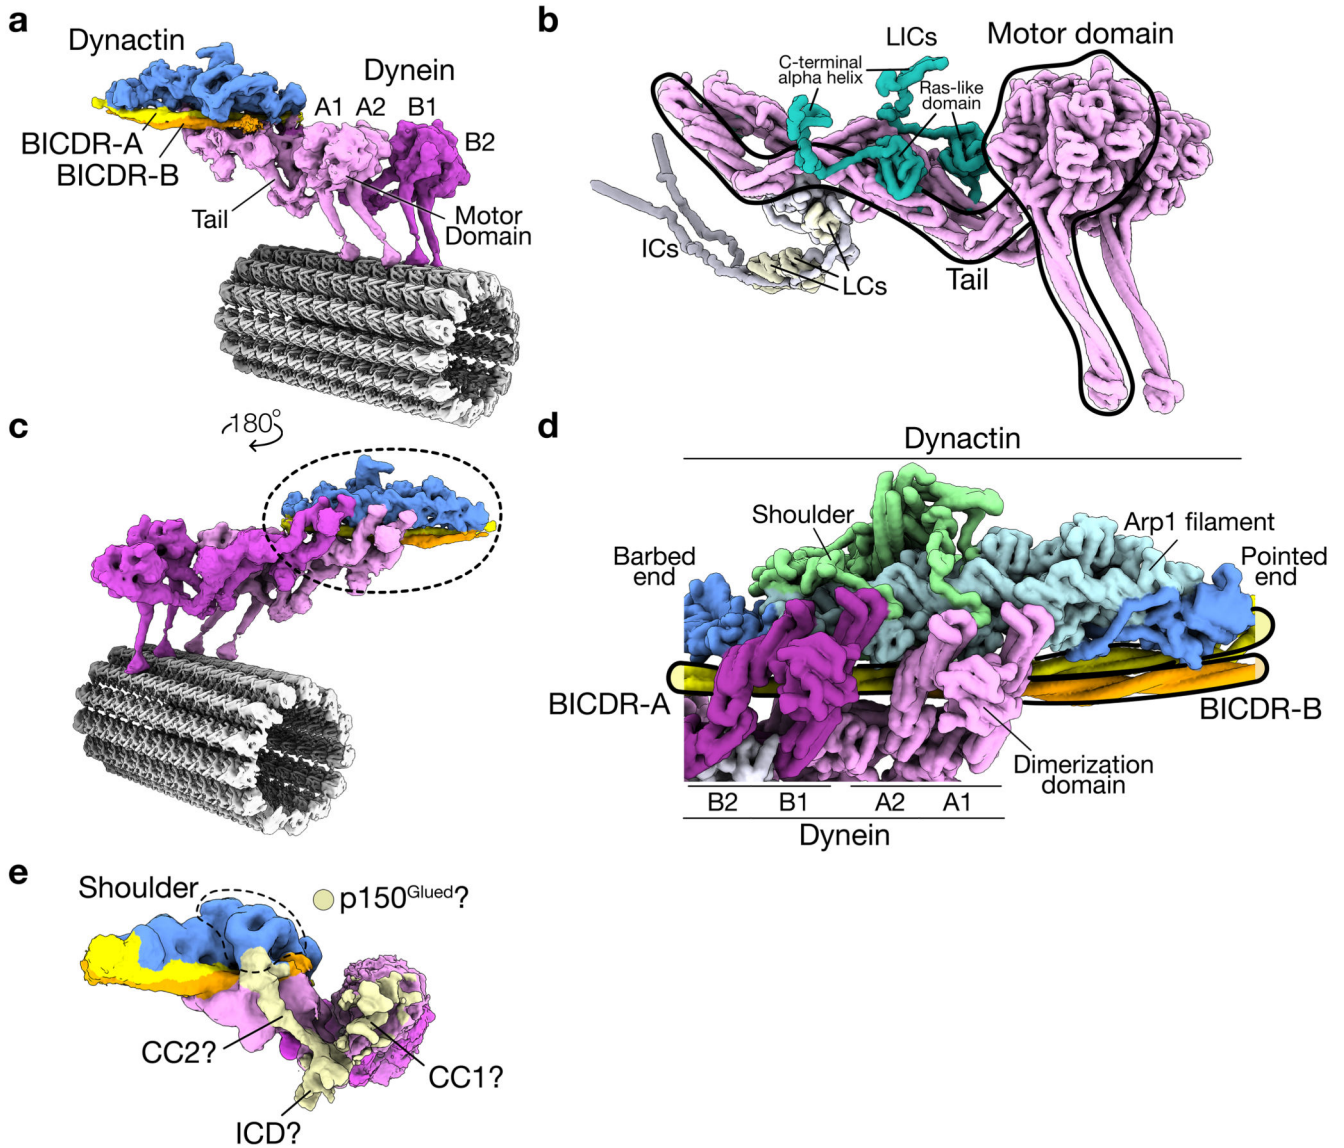 a
Dynactin
Dynein
A1 A2 B1
B2
BICDR-A
BICDR-B
Tail
Motor
Domain
b
LICs
Motor domain
C-terminal
alpha helix
Ras-like
domain
ICs
LCs
Tail
c
180°
d
Dynactin
Shoulder
Arp1 filament
Barbed
end
Pointed
end
BICDR-A
BICDR-B
Dimerization
domain
B2 B1 A2 A1
Dynein
e
Shoulder
p150Glued?
CC2?
CC1?
ICD?